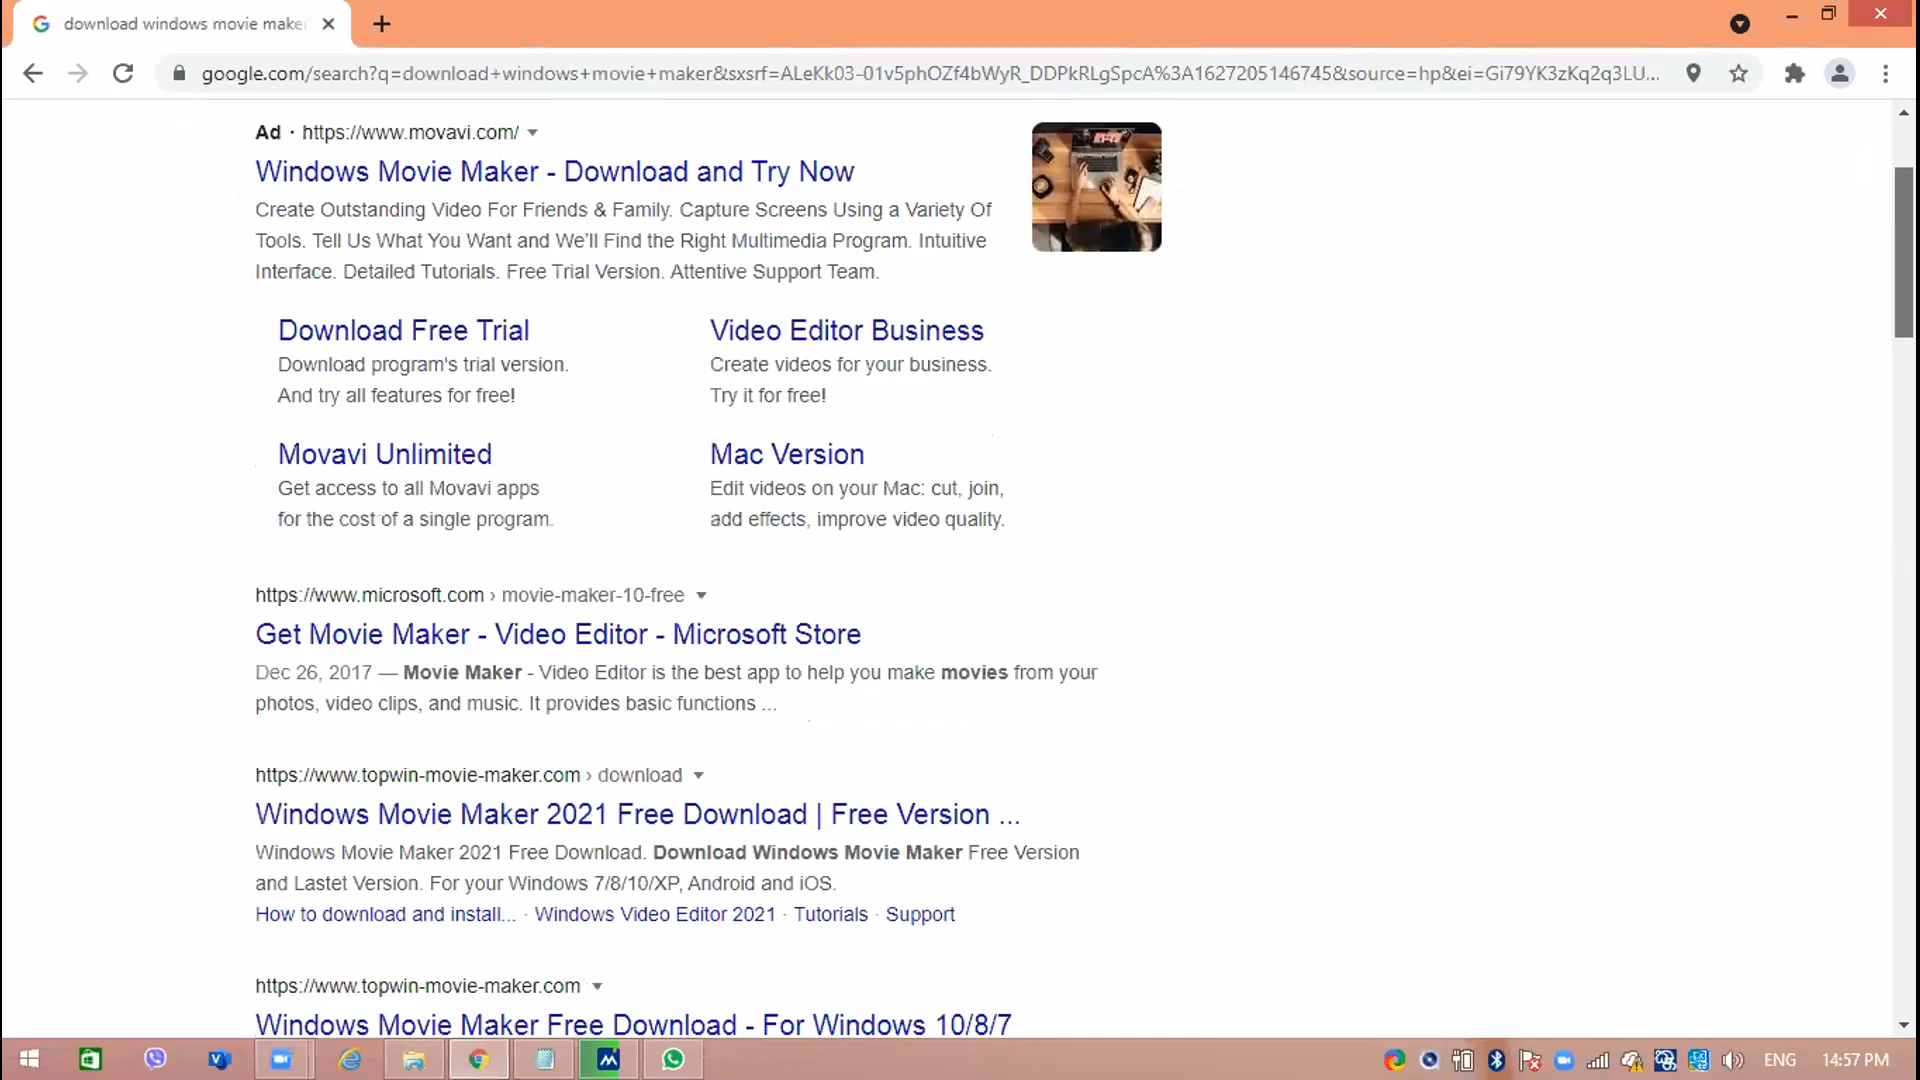 download windows movie make
google.com/search?q=download+windows+movie+maker&sxsrf=ALeKk03-01v5phOZf4bWyR_DDPkRLgSpcA%3A1627205146745&source=hp&ei=Gi79YK3zKq2q3LU...
Ad · https://www.movavi.com/
Windows Movie Maker - Download and Try Now
Create Outstanding Video For Friends & Family. Capture Screens Using a Variety Of
Tools. Tell Us What You Want and We'll Find the Right Multimedia Program. Intuitive
Interface. Detailed Tutorials. Free Trial Version. Attentive Support Team.
Download Free Trial
Download program's trial version.
And try all features for free!
Video Editor Business
Create videos for your business.
Try it for free!
Movavi Unlimited
Get access to all Movavi apps
for the cost of a single program.
Mac Version
Edit videos on your Mac: cut, join,
add effects, improve video quality.
https://www.microsoft.com › movie-maker-10-free
Get Movie Maker - Video Editor - Microsoft Store
Dec 26, 2017 — Movie Maker - Video Editor is the best app to help you make movies from your
photos, video clips, and music. It provides basic functions ...
https://www.topwin-movie-maker.com › download
Windows Movie Maker 2021 Free Download | Free Version ...
Windows Movie Maker 2021 Free Download. Download Windows Movie Maker Free Version
and Lastet Version. For your Windows 7/8/10/XP, Android and iOS.
How to download and install... · Windows Video Editor 2021 · Tutorials · Support
https://www.topwin-movie-maker.com
Windows Movie Maker Free Download - For Windows 10/8/7
ENG 14:57 PM